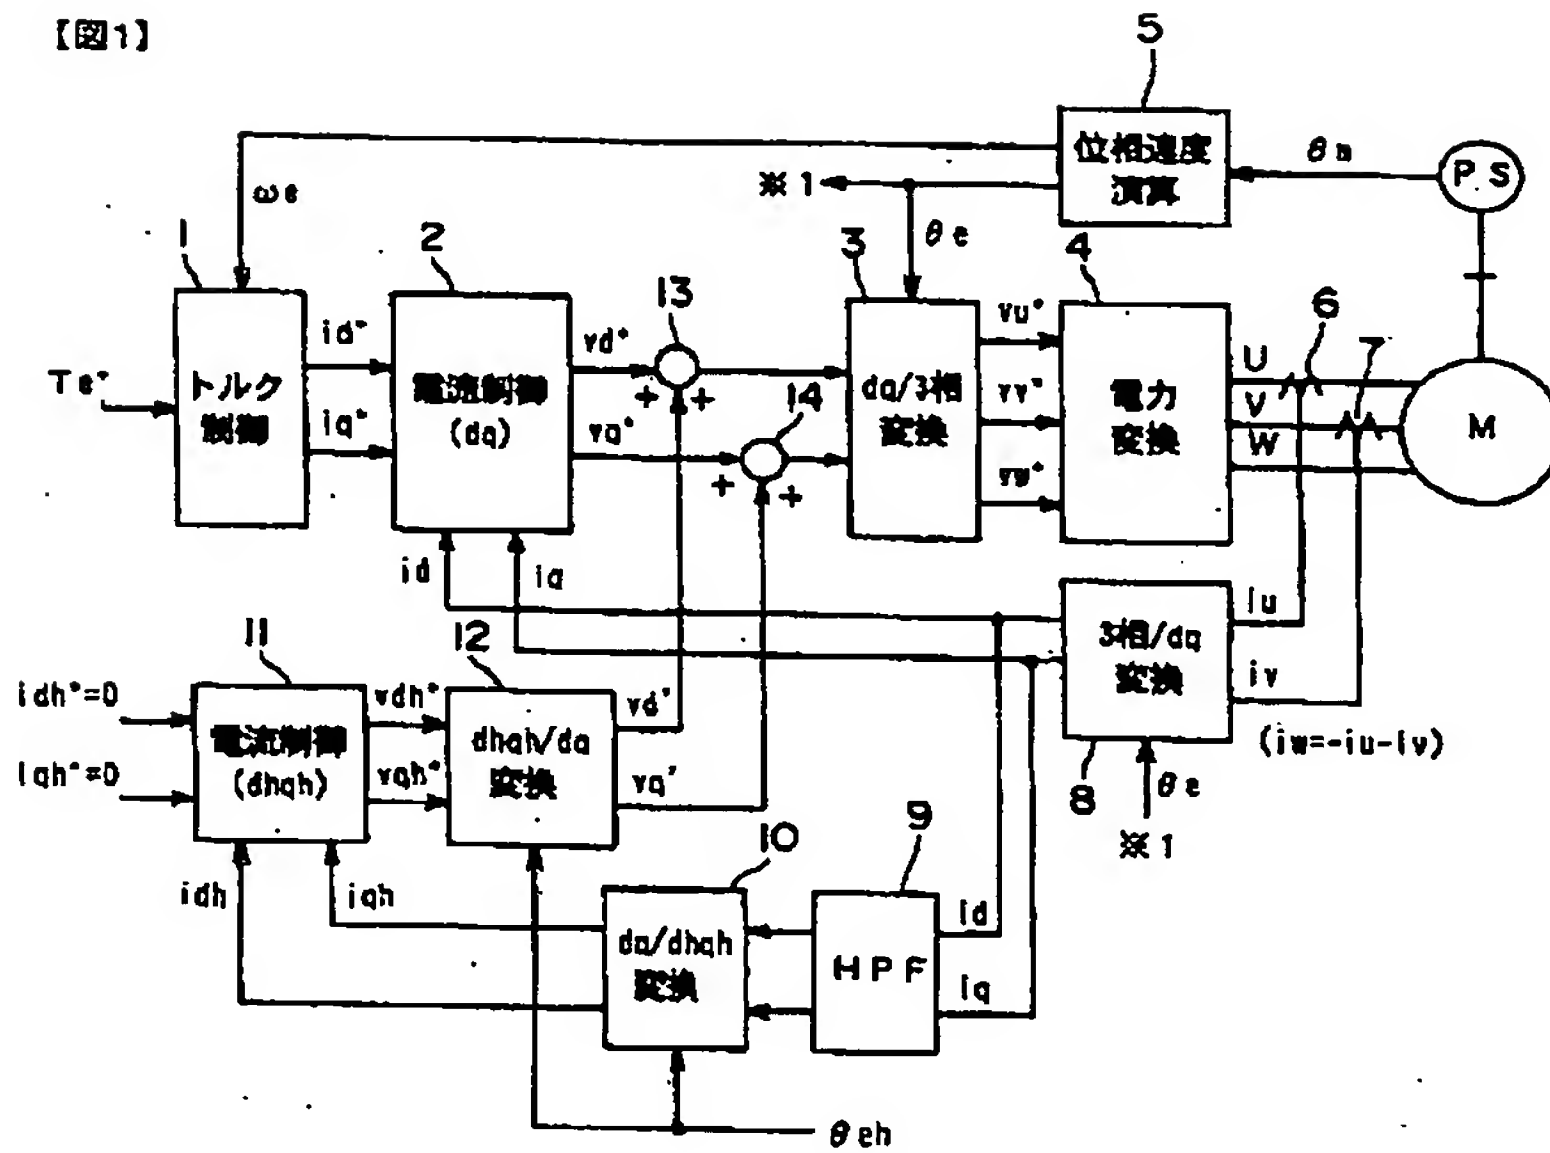 【図1】
5
位相速度
演算
θm
PS
※1
ωe
θe
1
2
13
3
4
6
7
Te*
トルク
制御
id*
iq*
電流制御
(dq)
vd*
vq*
+
+
14
+
+
dq/3相
変換
vu*
vv*
vw*
電力
変換
U
V
W
M
id
iq
3相/dq
変換
iu
iv
(iw=-iu-iv)
8
θe
※1
11
12
idh*=0
iqh*=0
電流制御
(dhqh)
vdh*
vqh*
dhqh/dq
変換
vd'
vq'
10
9
idh
iqh
dq/dhqh
変換
HPF
id
iq
θeh